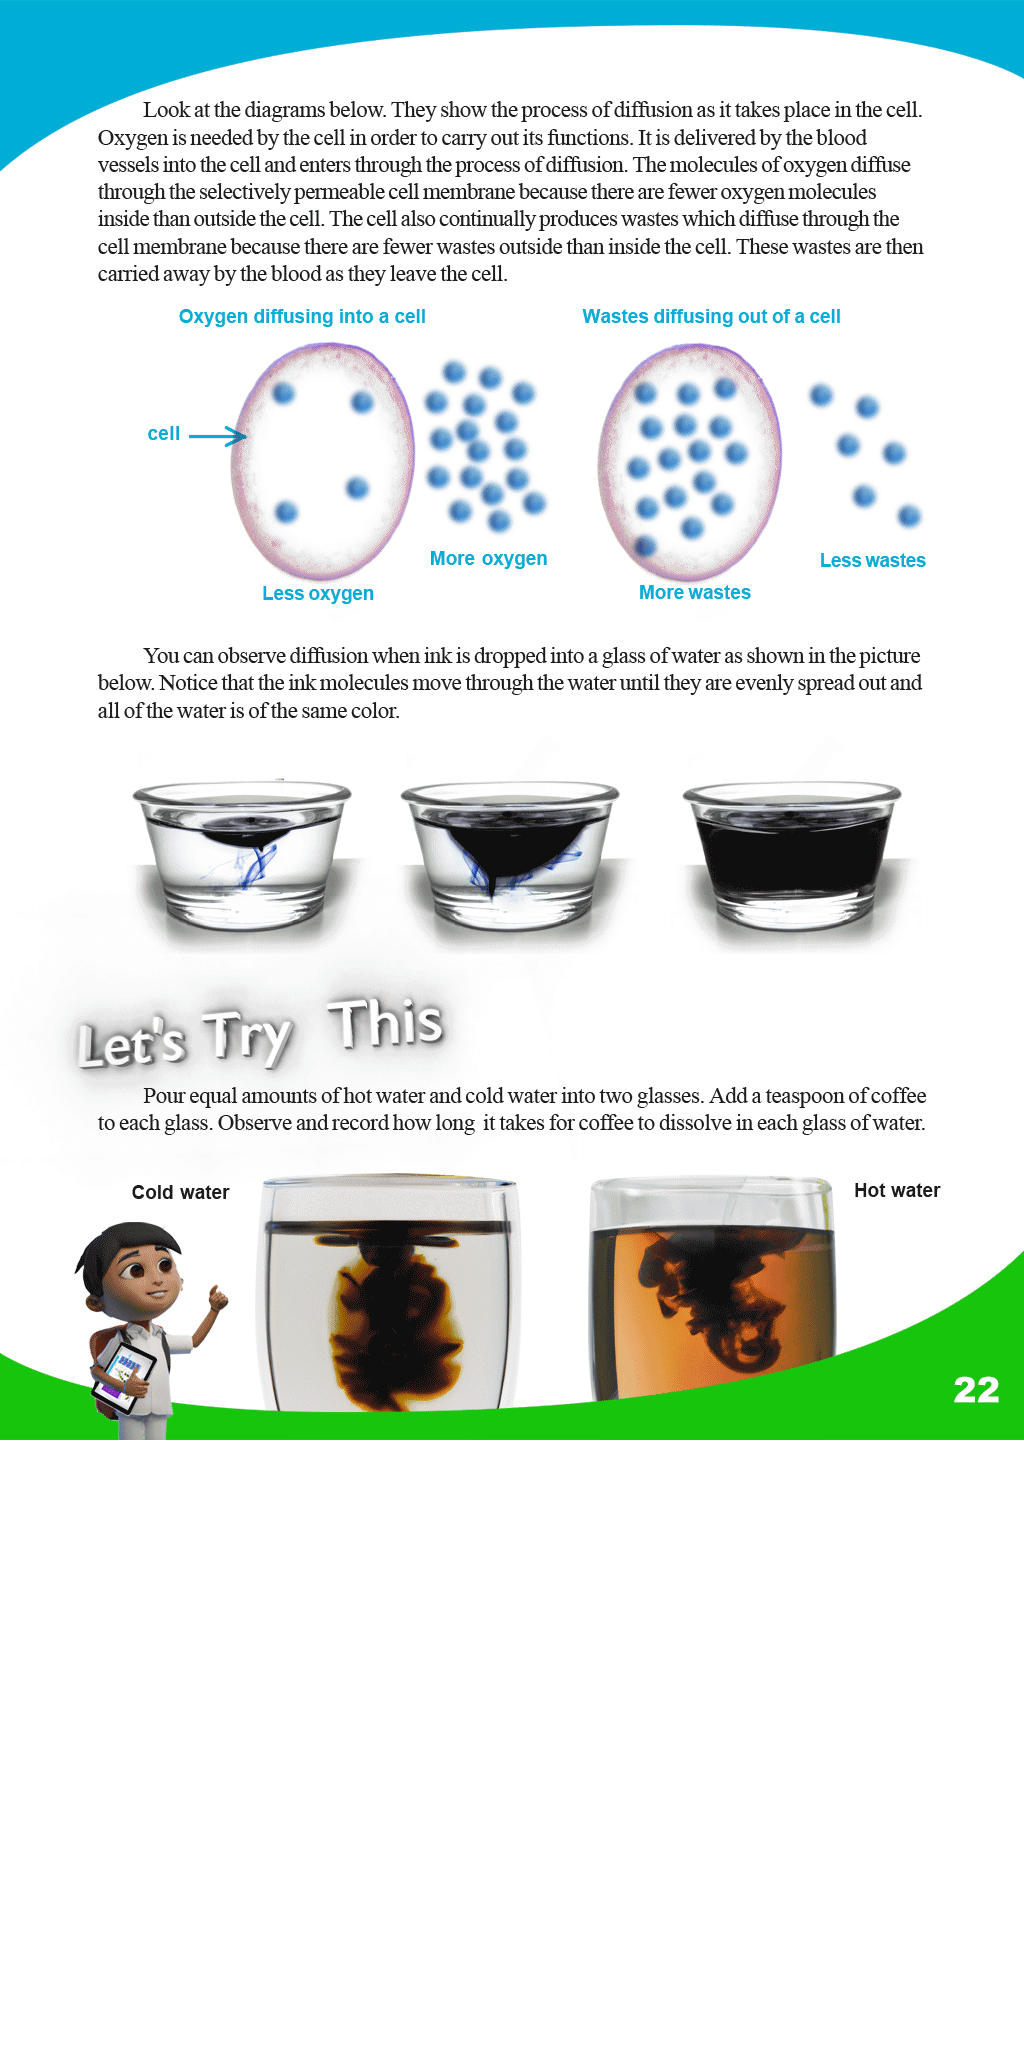 Look at the diagrams below. They show the process of diffusion as it takes place in the cell.
Oxygen is needed by the cell in order to carry out its functions. It is delivered by the blood
vessels into the cell and enters through the process of diffusion. The molecules of oxygen diffuse
through the selectively permeable cell membrane because there are fewer oxygen molecules
inside than outside the cell. The cell also continually produces wastes which diffuse through the
cell membrane because there are fewer wastes outside than inside the cell. These wastes are then
carried away by the blood as they leave the cell.
Oxygen diffusing into a cell
Wastes diffusing out of a cell
cell
More oxygen
Less wastes
Less oxygen
More wastes
You can observe diffusion when ink is dropped into a glass of water as shown in the picture
below. Notice that the ink molecules move through the water until they are evenly spread out and
all of the water is of the same color.
Let's Try This
Pour equal amounts of hot water and cold water into two glasses. Add a teaspoon of coffee
to each glass. Observe and record how long it takes for coffee to dissolve in each glass of water.
Cold water
Hot water
22